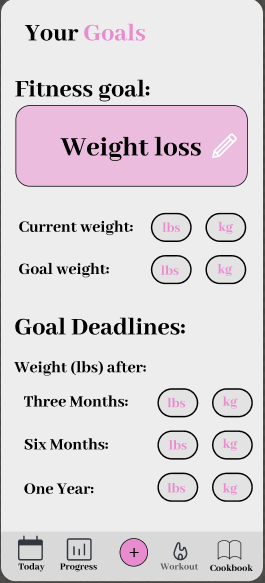 Your Goals
Fitness goal:
Weight loss
Current weight: lbs kg
Goal weight: lbs kg
Goal Deadlines:
Weight (lbs) after:
Three Months: lbs kg
Six Months: lbs kg
One Year: lbs kg
Today Progress + Workout Cookbook